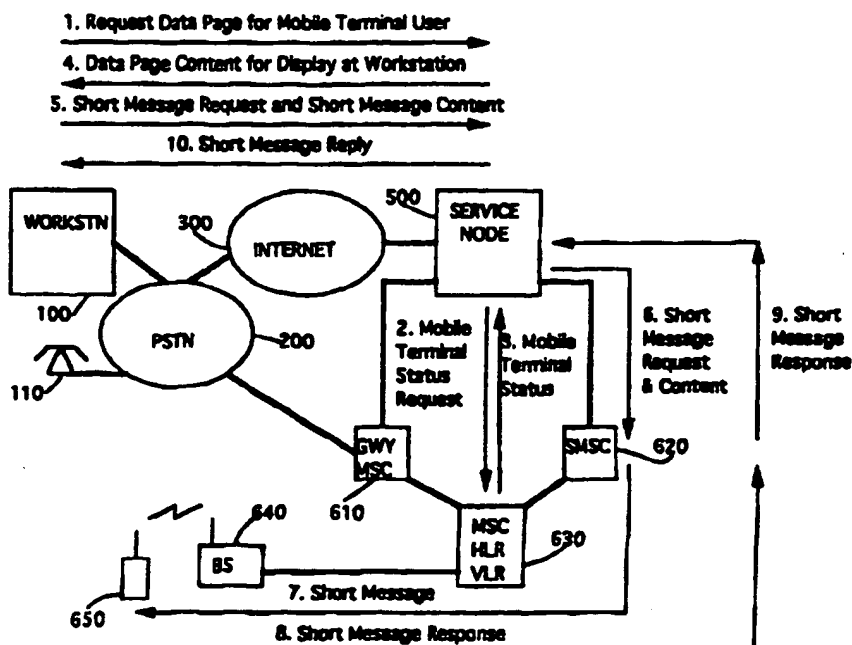 1. Request Data Page for Mobile Terminal User
4. Data Page Content for Display at Workstation
5. Short Message Request and Short Message Content
10. Short Message Reply
WORKSTN
100
110
PSTN
200
300
INTERNET
500
SERVICE
NODE
2. Mobile
Terminal
Status
Request
3. Mobile
Terminal
Status
6. Short
Message
Request
& Content
9. Short
Message
Response
GWY
MSC
610
SMSC
620
MSC
HLR
VLR
630
640
BS
650
7. Short Message
8. Short Message Response